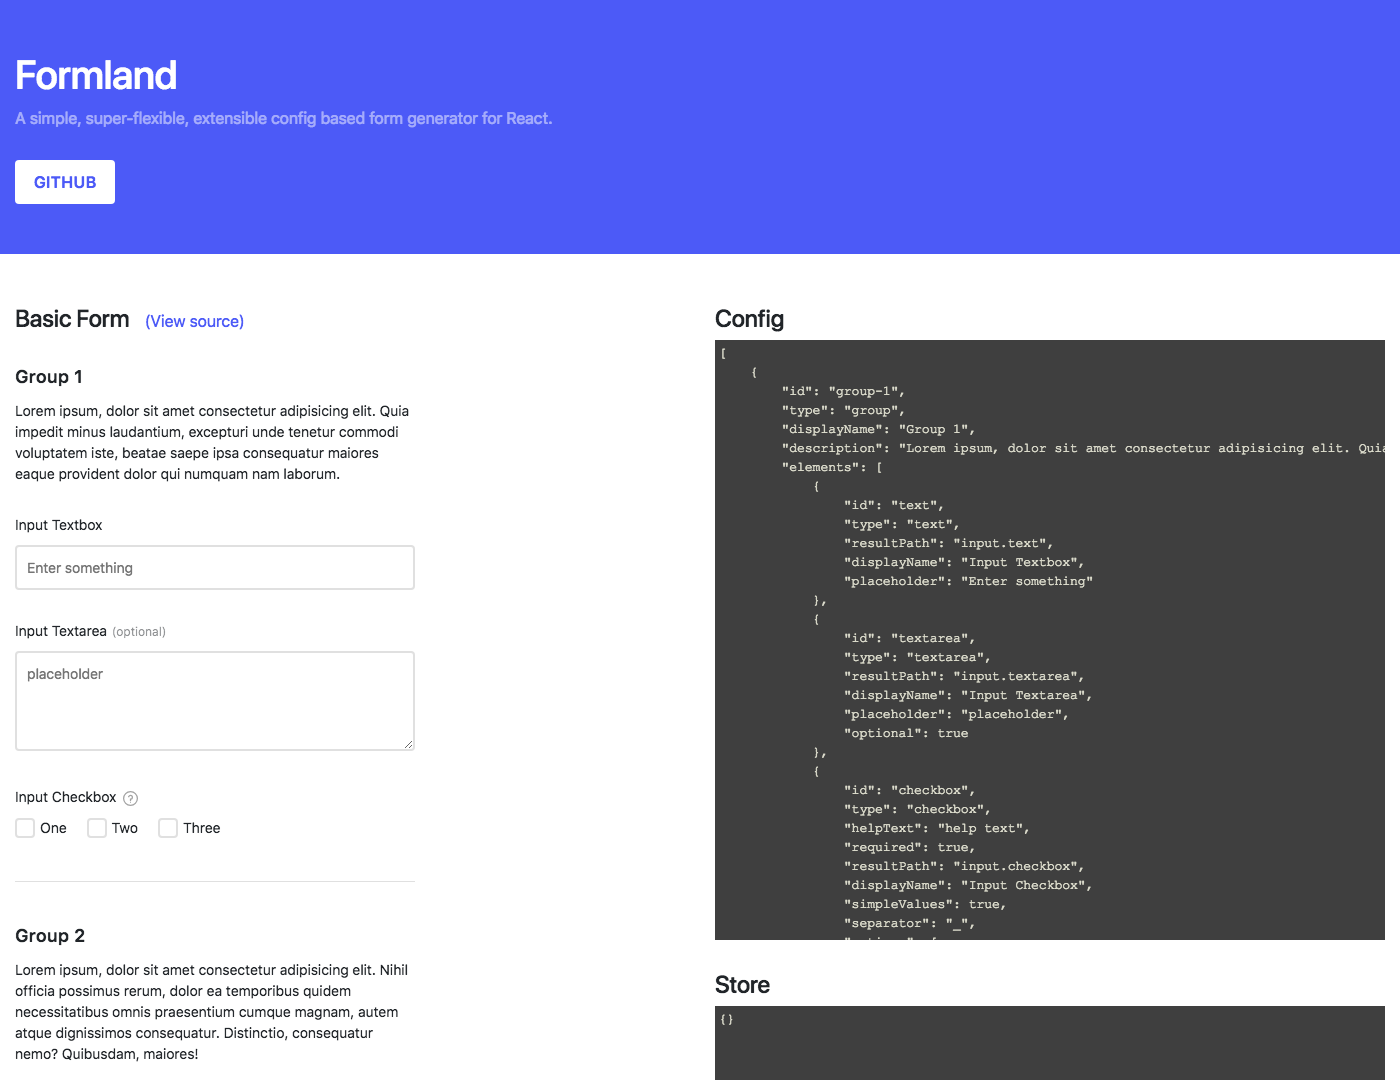 Formland
A simple, super-flexible, extensible config based form generator for React.
GITHUB
Basic Form (View source)
Group 1
Lorem ipsum, dolor sit amet consectetur adipisicing elit. Quia
impedit minus laudantium, excepturi unde tenetur commodi
voluptatem iste, beatae saepe ipsa consequatur maiores
eaque provident dolor qui numquam nam laborum.
Input Textbox
Enter something
Input Textarea (optional)
placeholder
Input Checkbox ?
One Two Three
Group 2
Lorem ipsum, dolor sit amet consectetur adipisicing elit. Nihil
officia possimus rerum, dolor ea temporibus quidem
necessitatibus omnis praesentium cumque magnam, autem
atque dignissimos consequatur. Distinctio, consequatur
nemo? Quibusdam, maiores!
Config
[
{
"id": "group-1",
"type": "group",
"displayName": "Group 1",
"description": "Lorem ipsum, dolor sit amet consectetur adipisicing elit. Quia
"elements": [
{
"id": "text",
"type": "text",
"resultPath": "input.text",
"displayName": "Input Textbox",
"placeholder": "Enter something"
},
{
"id": "textarea",
"type": "textarea",
"resultPath": "input.textarea",
"displayName": "Input Textarea",
"placeholder": "placeholder",
"optional": true
},
{
"id": "checkbox",
"type": "checkbox",
"helpText": "help text",
"required": true,
"resultPath": "input.checkbox",
"displayName": "Input Checkbox",
"simpleValues": true,
"separator": "_",
Store
{}